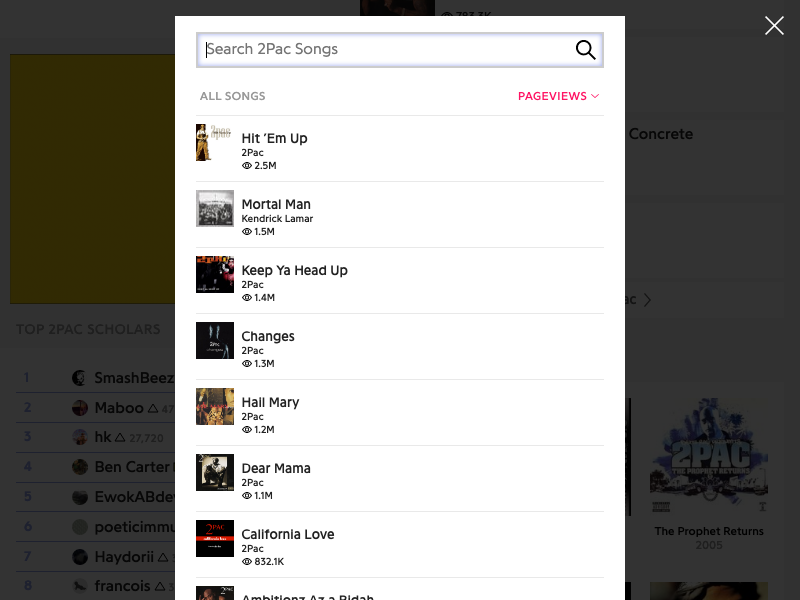 783.3K
Search 2Pac Songs
ALL SONGS
PAGEVIEWS
Hit 'Em Up
2Pac
2.5M
Mortal Man
Kendrick Lamar
1.5M
Keep Ya Head Up
2Pac
1.4M
Changes
2Pac
1.3M
Hail Mary
2Pac
1.2M
Dear Mama
2Pac
1.1M
California Love
2Pac
832.1K
Ambitionz Az a Ridah
Concrete
TOP 2PAC SCHOLARS
1 SmashBeez
2 Maboo 47
3 hk 27,720
4 Ben Carter
5 EwokABdev
6 poeticimmu
7 Haydorii
8 francois
2PAC
THE PROPHET RETURNS
The Prophet Returns
2005